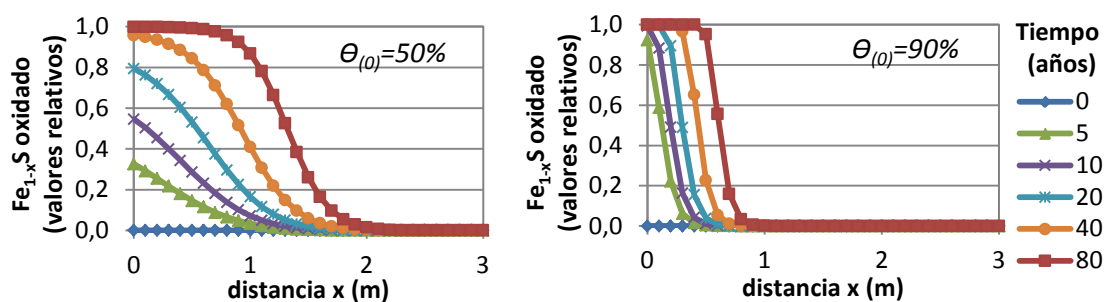 Fe1-xS oxidado
(valores relativos)
1,0
0,8
0,6
0,4
0,2
0,0
0 1 2 3
distancia x (m)
ϴ(0)=50%
Fe1-xS oxidado
(valores relativos)
1,0
0,8
0,6
0,4
0,2
0,0
0 1 2 3
distancia x (m)
ϴ(0)=90%
Tiempo
(años)
0
5
10
20
40
80